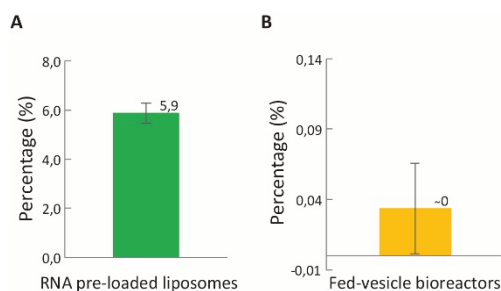 A
Percentage (%)
8,0
6,0
4,0
2,0
0,0
5,9
RNA pre-loaded liposomes
B
Percentage (%)
0,14
0,09
0,04
-0,01
~0
Fed-vesicle bioreactors